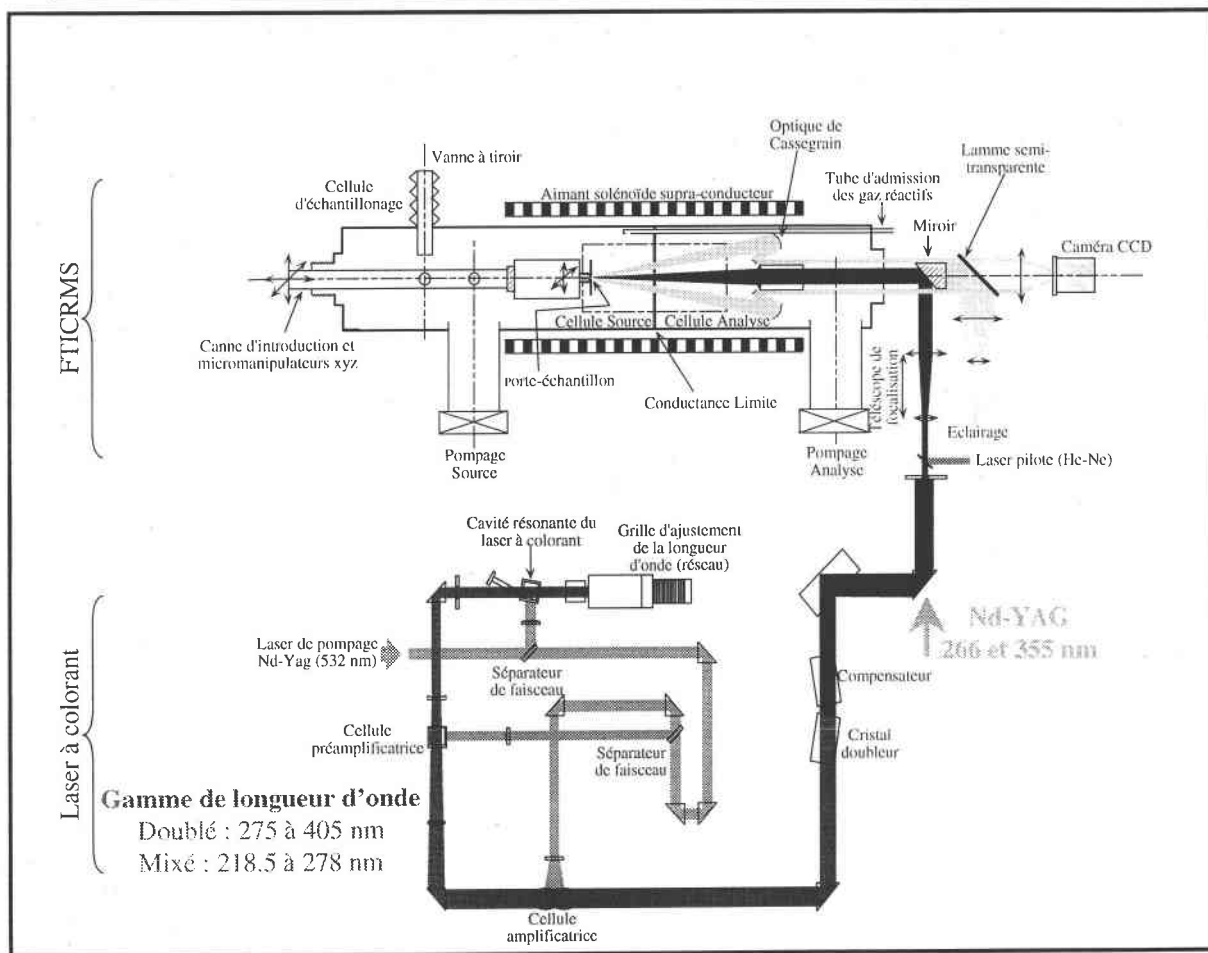 FTICRMS
Vanne à tiroir
Cellule
d'échantillonage
Aimant solénoïde supra-conducteur
Optique de
Cassegrain
Tube d'admission
des gaz réactifs
Lamme semi-
transparente
Miroir
Caméra CCD
Canne d'introduction et
micromanipulateurs xyz
Cellule Source
Cellule Analyse
porte-échantillon
Conductance Limite
Pompage
Source
Pompage
Analyse
Téléscope de
focalisation
Eclairage
Laser pilote (He-Ne)
Laser à colorant
Cavité résonante du
laser à colorant
Grille d'ajustement
de la longueur
d'onde (réseau)
Laser de pompage
Nd-Yag (532 nm)
Séparateur
de faisceau
Nd-YAG
266 et 355 nm
Compensateur
Cellule
préamplificatrice
Séparateur
de faisceau
Cristal
doubleur
Gamme de longueur d'onde
Doublé : 275 à 405 nm
Mixé : 218.5 à 278 nm
Cellule
amplificatrice